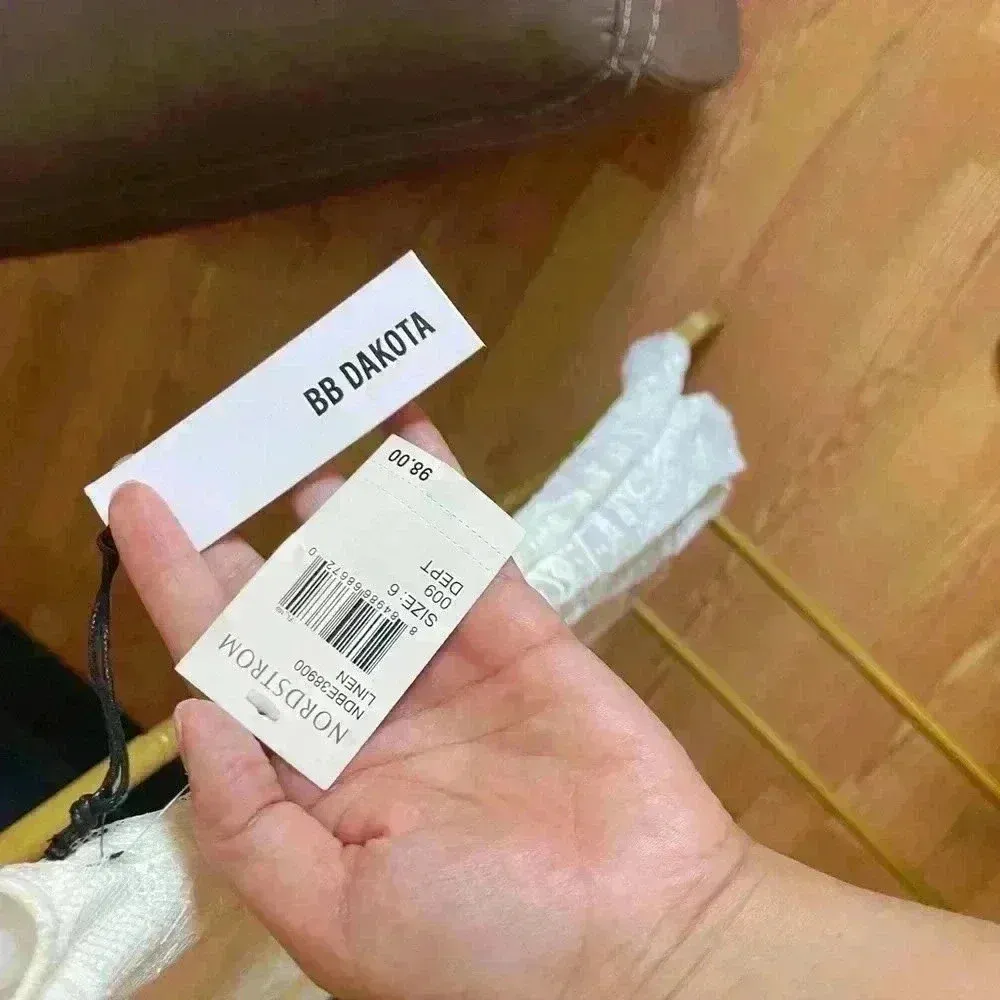 BB DAKOTA
NORDSTROM
NDBE38900
LINEN
SIZE: 6
009
DEPT
98.00